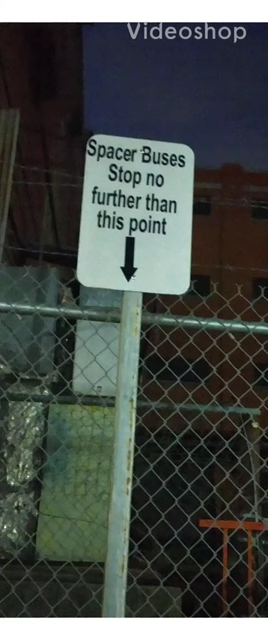 Videoshop
Spacer Buses
Stop no
further than
this point